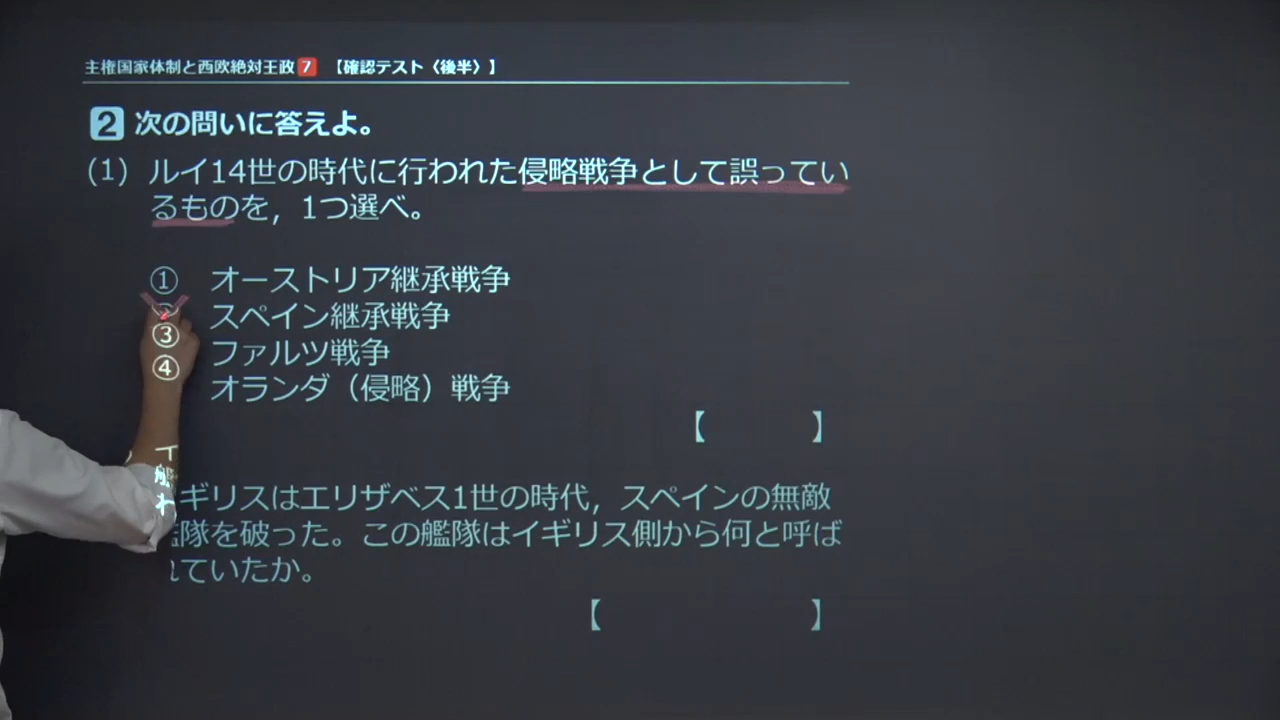 主権国家体制と西欧絶対王政 7 【確認テスト〈後半〉】
2 次の問いに答えよ。
(1) ルイ14世の時代に行われた侵略戦争として誤ってい
るものを，1つ選べ。
① オーストリア継承戦争
② スペイン継承戦争
③ ファルツ戦争
④ オランダ（侵略）戦争
【 】
イギリスはエリザベス1世の時代，スペインの無敵
艦隊を破った。この艦隊はイギリス側から何と呼ば
れていたか。
【 】